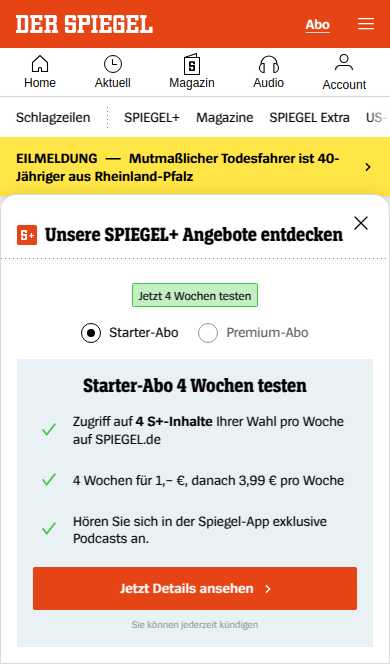 DER SPIEGEL
Abo
Home
Aktuell
Magazin
Audio
Account
Schlagzeilen
SPIEGEL+
Magazine
SPIEGEL Extra
US-
EILMELDUNG — Mutmaßlicher Todesfahrer ist 40-
Jähriger aus Rheinland-Pfalz
S+ Unsere SPIEGEL+ Angebote entdecken
Jetzt 4 Wochen testen
Starter-Abo
Premium-Abo
Starter-Abo 4 Wochen testen
Zugriff auf 4 S+-Inhalte Ihrer Wahl pro Woche
auf SPIEGEL.de
4 Wochen für 1,– €, danach 3,99 € pro Woche
Hören Sie sich in der Spiegel-App exklusive
Podcasts an.
Jetzt Details ansehen
Sie können jederzeit kündigen